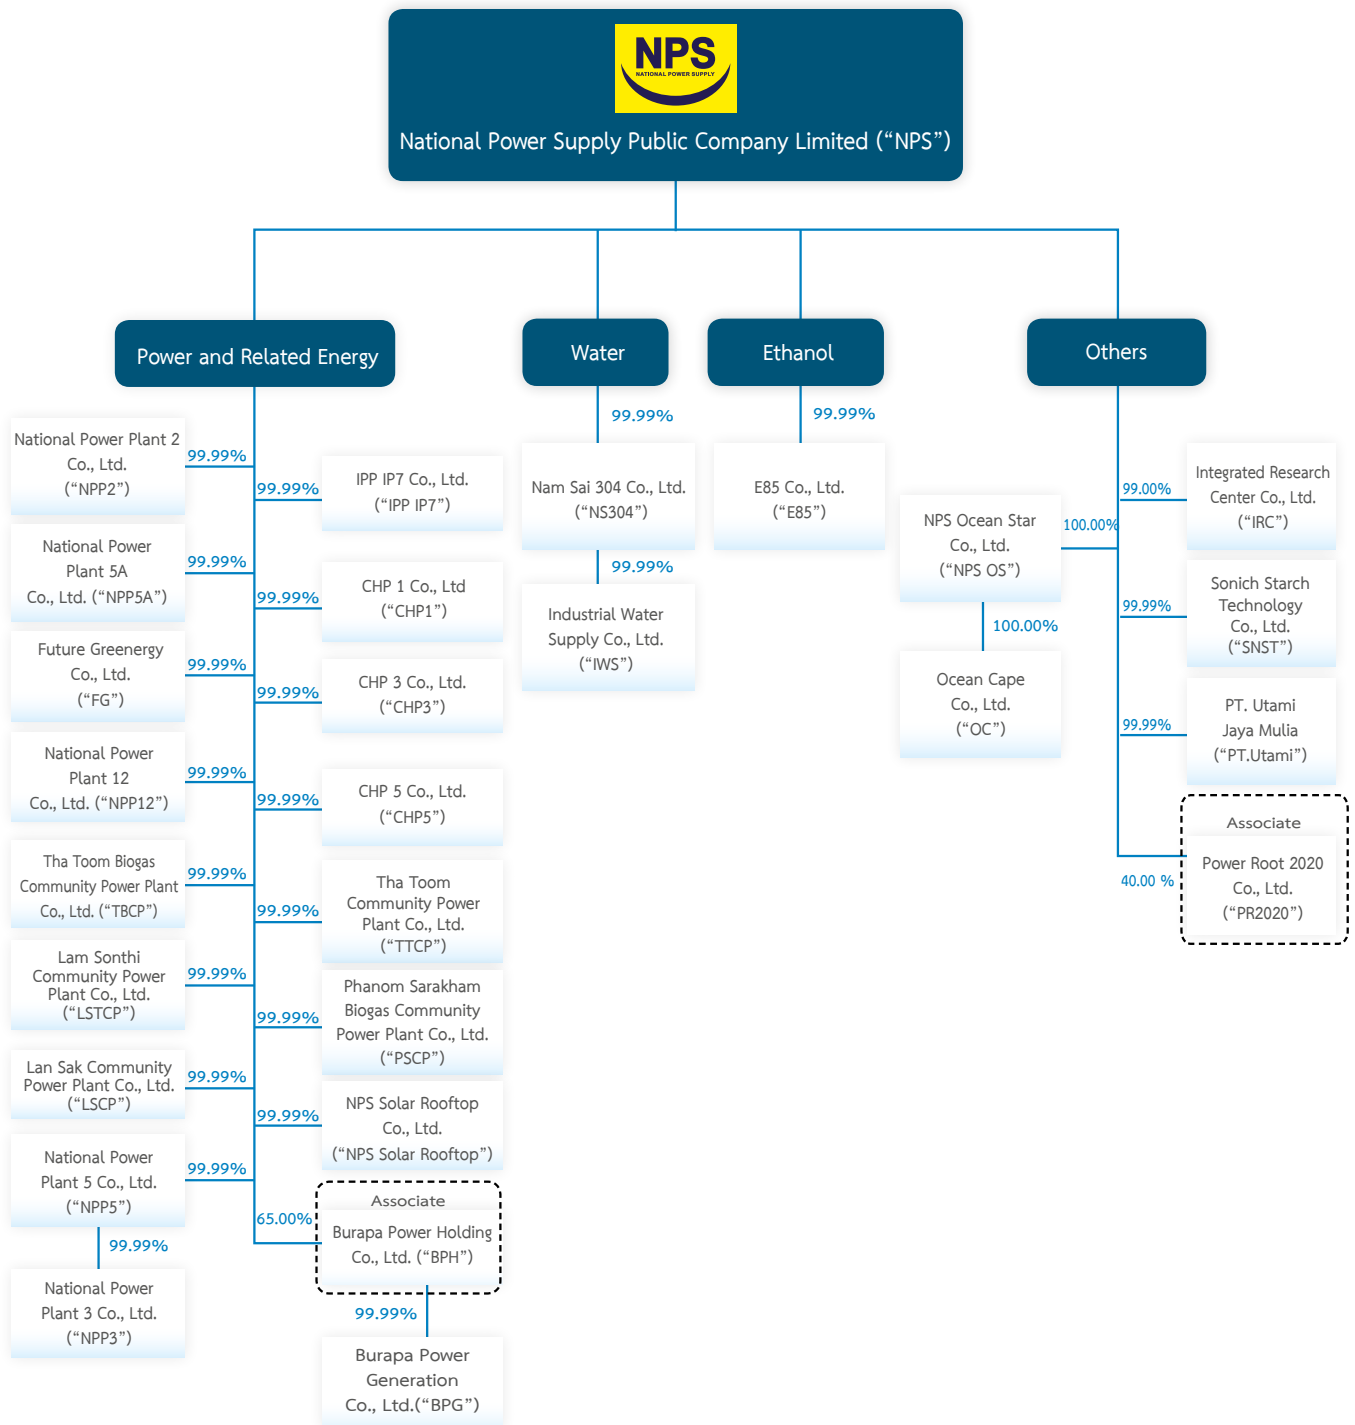 NPS
NATIONAL POWER SUPPLY
National Power Supply Public Company Limited (“NPS”)
Power and Related Energy
National Power Plant 2
Co., Ltd.
(“NPP2”)
99.99%
National Power
Plant 5A
Co., Ltd. (“NPP5A”)
99.99%
Future Greenergy
Co., Ltd.
(“FG”)
99.99%
National Power
Plant 12
Co., Ltd. (“NPP12”)
99.99%
Tha Toom Biogas
Community Power Plant
Co., Ltd. (“TBCP”)
99.99%
Lam Sonthi
Community Power
Plant Co., Ltd.
(“LSTCP”)
99.99%
Lan Sak Community
Power Plant Co., Ltd.
(“LSCP”)
99.99%
National Power
Plant 5 Co., Ltd.
(“NPP5”)
99.99%
99.99%
National Power
Plant 3 Co., Ltd.
(“NPP3”)
99.99%
IPP IP7 Co., Ltd.
(“IPP IP7”)
99.99%
CHP 1 Co., Ltd
(“CHP1”)
99.99%
CHP 3 Co., Ltd.
(“CHP3”)
99.99%
CHP 5 Co., Ltd.
(“CHP5”)
99.99%
Tha Toom
Community Power
Plant Co., Ltd.
(“TTCP”)
99.99%
Phanom Sarakham
Biogas Community
Power Plant Co., Ltd.
(“PSCP”)
99.99%
NPS Solar Rooftop
Co., Ltd.
(“NPS Solar Rooftop”)
65.00%
Associate
Burapa Power Holding
Co., Ltd. (“BPH”)
99.99%
Burapa Power
Generation
Co., Ltd.(“BPG”)
Water
99.99%
Nam Sai 304 Co., Ltd.
(“NS304”)
99.99%
Industrial Water
Supply Co., Ltd.
(“IWS”)
Ethanol
99.99%
E85 Co., Ltd.
(“E85”)
Others
NPS Ocean Star
Co., Ltd.
(“NPS OS”)
100.00%
100.00%
Ocean Cape
Co., Ltd.
(“OC”)
99.00%
Integrated Research
Center Co., Ltd.
(“IRC”)
99.99%
Sonich Starch
Technology
Co., Ltd.
(“SNST”)
99.99%
PT. Utami
Jaya Mulia
(“PT.Utami”)
40.00 %
Associate
Power Root 2020
Co., Ltd.
(“PR2020”)